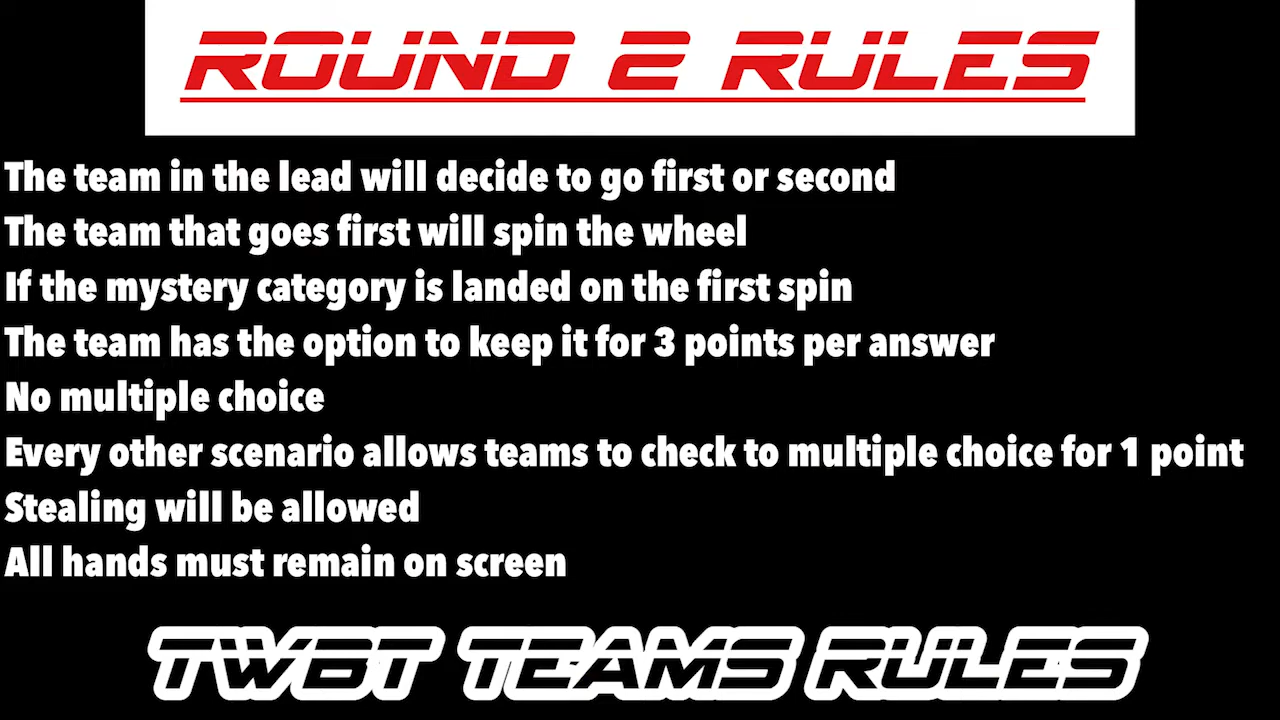 ROUND 2 RULES
The team in the lead will decide to go first or second
The team that goes first will spin the wheel
If the mystery category is landed on the first spin
The team has the option to keep it for 3 points per answer
No multiple choice
Every other scenario allows teams to check to multiple choice for 1 point
Stealing will be allowed
All hands must remain on screen
TWBT TEAMS RULES